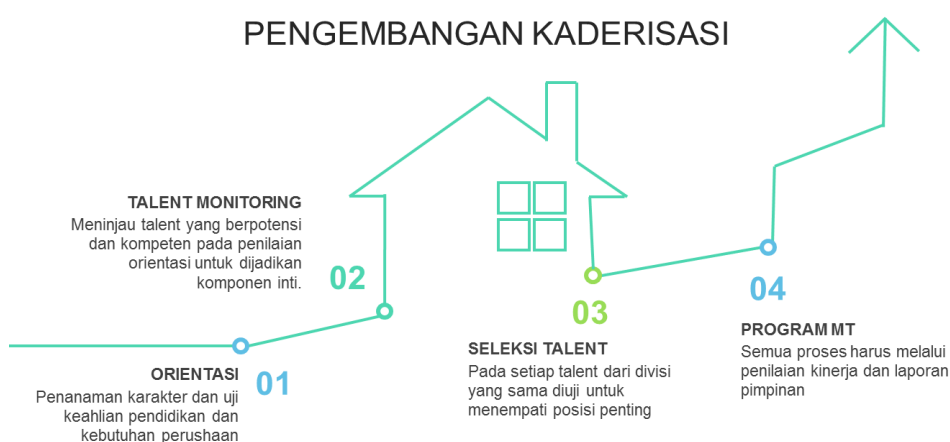 PENGEMBANGAN KADERISASI
ORIENTASI
Penanaman karakter dan uji
keahlian pendidikan dan
kebutuhan perushaan
01
TALENT MONITORING
Meninjau talent yang berpotensi
dan kompeten pada penilaian
orientasi untuk dijadikan
komponen inti.
02
03
SELEKSI TALENT
Pada setiap talent dari divisi
yang sama diuji untuk
menempati posisi penting
04
PROGRAM MT
Semua proses harus melalui
penilaian kinerja dan laporan
pimpinan